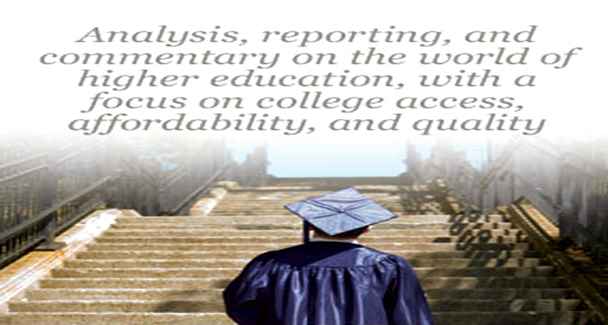 Analysis, reporting, and
commentary on the world of
higher education, with a
focus on college access,
affordability, and quality